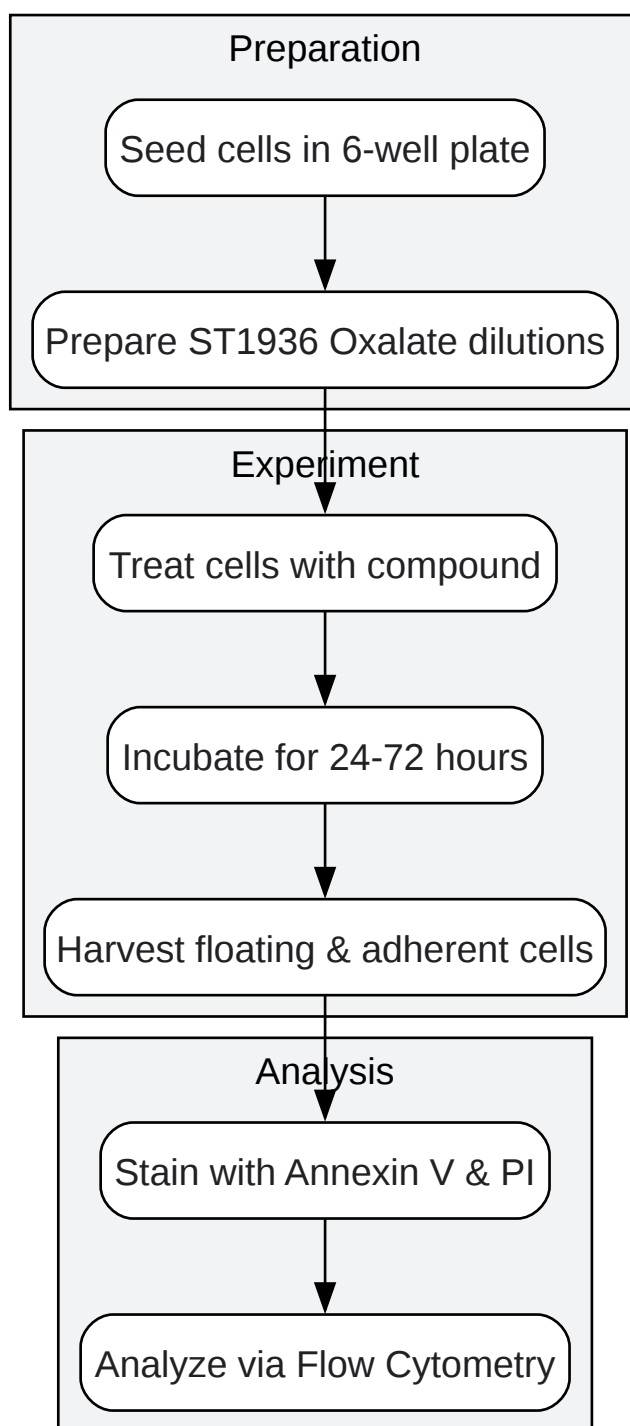 Preparation
Seed cells in 6-well plate
Prepare ST1936 Oxalate dilutions
Experiment
Treat cells with compound
Incubate for 24-72 hours
Harvest floating & adherent cells
Analysis
Stain with Annexin V & PI
Analyze via Flow Cytometry